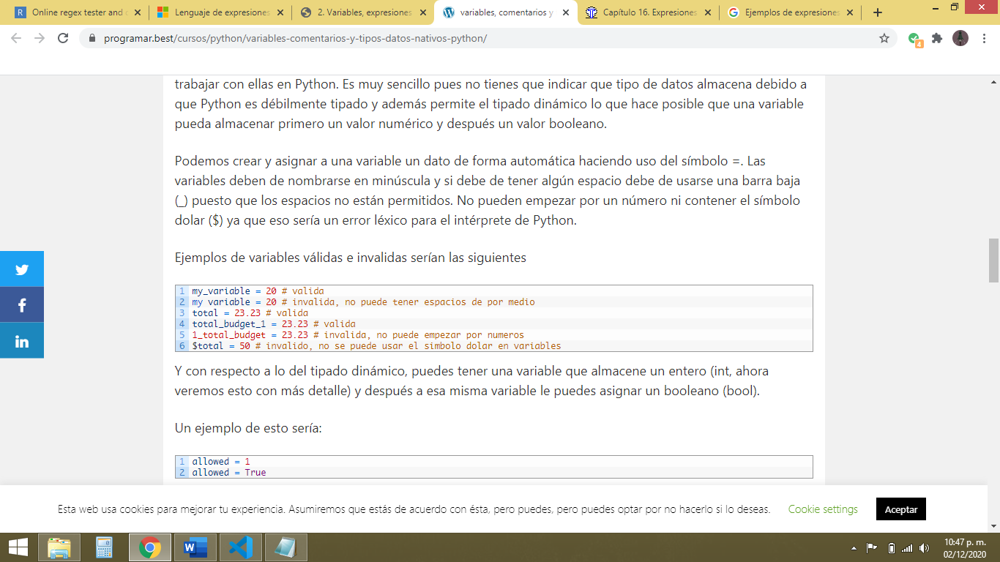 Online regex tester and d
Lenguaje de expresiones
2. Variables, expresiones
variables, comentarios y
Capítulo 16. Expresiones
Ejemplos de expresiones
programar.best/cursos/python/variables-comentarios-y-tipos-datos-nativos-python/
4
trabajar con ellas en Python. Es muy sencillo pues no tienes que indicar que tipo de datos almacena debido a
que Python es débilmente tipado y además permite el tipado dinámico lo que hace posible que una variable
pueda almacenar primero un valor numérico y después un valor booleano.
Podemos crear y asignar a una variable un dato de forma automática haciendo uso del símbolo =. Las
variables deben de nombrarse en minúscula y si debe de tener algún espacio debe de usarse una barra baja
(_) puesto que los espacios no están permitidos. No pueden empezar por un número ni contener el símbolo
dolar ($) ya que eso sería un error léxico para el intérprete de Python.
Ejemplos de variables válidas e invalidas serían las siguientes
1 my_variable = 20 # valida
2 my variable = 20 # invalida, no puede tener espacios de por medio
3 total = 23.23 # valida
4 total_budget_1 = 23.23 # valida
5 1_total_budget = 23.23 # invalida, no puede empezar por numeros
6 $total = 50 # invalido, no se puede usar el simbolo dolar en variables
Y con respecto a lo del tipado dinámico, puedes tener una variable que almacene un entero (int, ahora
veremos esto con más detalle) y después a esa misma variable le puedes asignar un booleano (bool).
Un ejemplo de esto sería:
1 allowed = 1
2 allowed = True
Esta web usa cookies para mejorar tu experiencia. Asumiremos que estás de acuerdo con ésta, pero puedes, pero puedes optar por no hacerlo si lo deseas. Cookie settings Aceptar
10:47 p. m.
02/12/2020